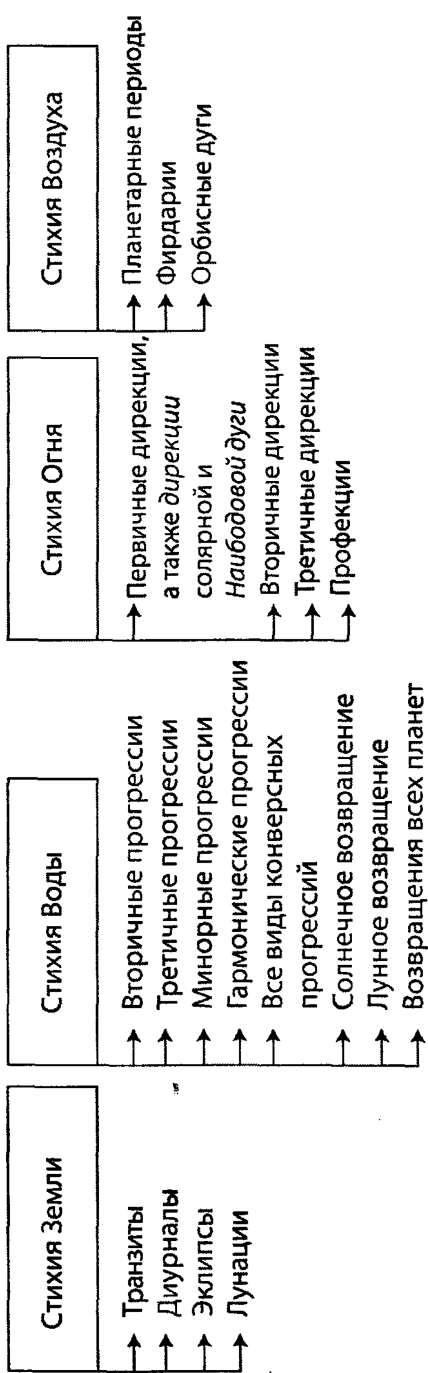 Стихия Земли
Транзиты
Диурналы
Эклипсы
Лунации
Стихия Воды
Вторичные прогрессии
Третичные прогрессии
Минорные прогрессии
Гармонические прогрессии
Все виды конверсных
прогрессий
Солнечное возвращение
Лунное возвращение
Возвращения всех планет
Стихия Огня
Первичные дирекции,
а также дирекции
солярной и
Наибодовой дуги
Вторичные дирекции
Третичные дирекции
Профекции
Стихия Воздуха
Планетарные периоды
Фирдарии
Орбисные дуги